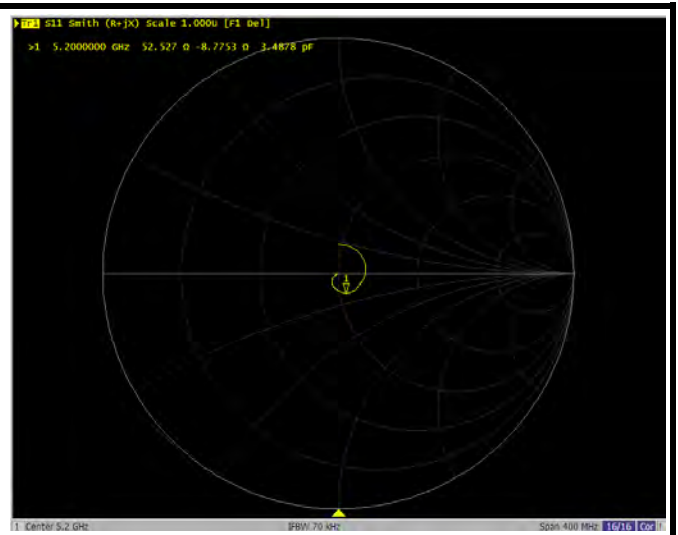 Tr1 S11 Smith (R+jX) Scale 1.000U [F1 Del]
>1 5.2000000 GHz 52.527 Ω -8.7753 Ω 3.4878 pF
1
1 Center 5.2 GHz IFBW 70 kHz Span 400 MHz 16/16 Cor !